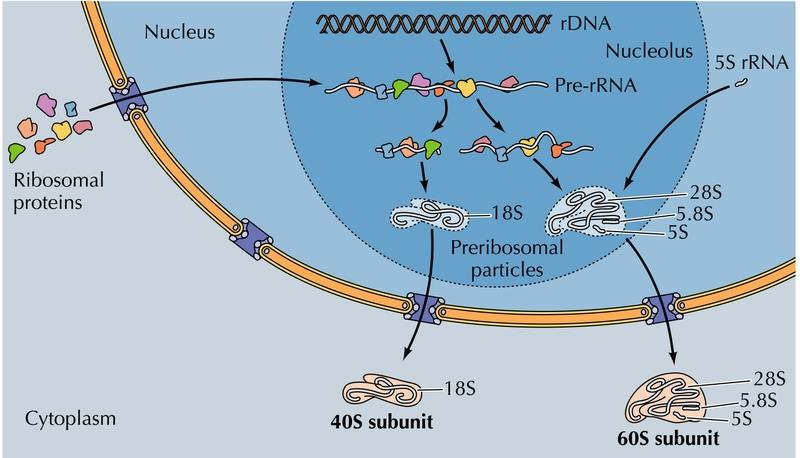 rDNA
Nucleus
Nucleolus
5S rRNA
Pre-rRNA
Ribosomal
proteins
28S
18S
5.8S
5S
Preribosomal
particles
28S
18S
5.8S
Cytoplasm
40S subunit
5S
60S subunit